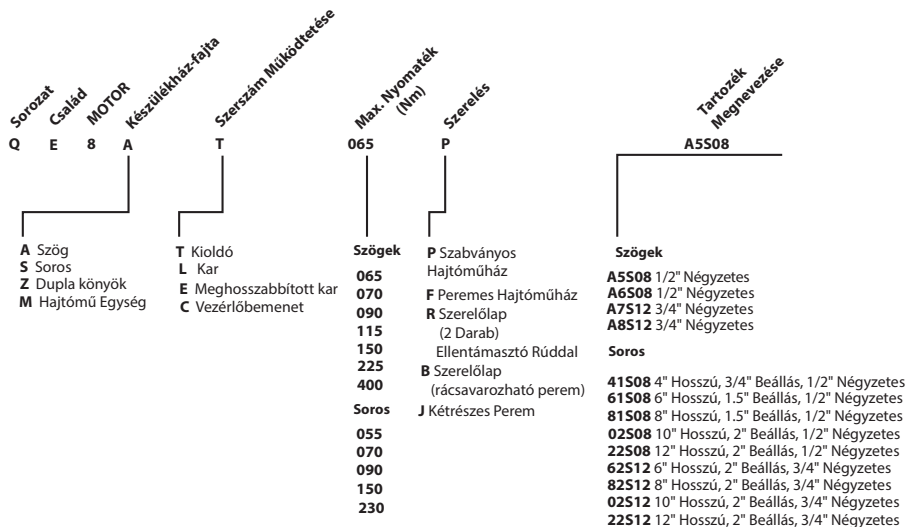 Sorozat
Család
MOTOR
Készülékház-fajta
Szerszám Működtetése
Max. Nyomaték
(Nm)
Szerelés
Tartozék
Megnevezése
Q E 8 A T 065 P A5S08
A Szög
S Soros
Z Dupla könyök
M Hajtómű Egység
T Kioldó
L Kar
E Meghosszabbított kar
C Vezérlőbemenet
Szögek
065
070
090
115
150
225
400
Soros
055
070
090
150
230
P Szabványos
Hajtóműház
F Peremes Hajtóműház
R Szerelőlap
(2 Darab)
Ellentámasztó Rúddal
B Szerelőlap
(rácsavarozható perem)
J Kétrészes Perem
Szögek
A5S08 1/2" Négyzetes
A6S08 1/2" Négyzetes
A7S12 3/4" Négyzetes
A8S12 3/4" Négyzetes
Soros
41S08 4" Hosszú, 3/4" Beállás, 1/2" Négyzetes
61S08 6" Hosszú, 1.5" Beállás, 1/2" Négyzetes
81S08 8" Hosszú, 1.5" Beállás, 1/2" Négyzetes
02S08 10" Hosszú, 2" Beállás, 1/2" Négyzetes
22S08 12" Hosszú, 2" Beállás, 1/2" Négyzetes
62S12 6" Hosszú, 2" Beállás, 3/4" Négyzetes
82S12 8" Hosszú, 2" Beállás, 3/4" Négyzetes
02S12 10" Hosszú, 2" Beállás, 3/4" Négyzetes
22S12 12" Hosszú, 2" Beállás, 3/4" Négyzetes